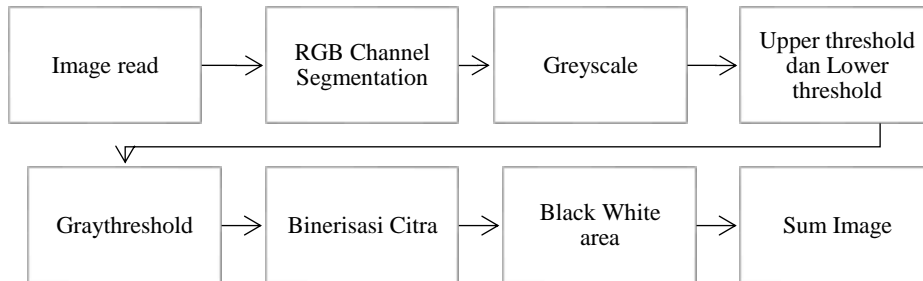 Image read
RGB Channel
Segmentation
Greyscale
Upper threshold
dan Lower
threshold
Graythreshold
Binerisasi Citra
Black White
area
Sum Image